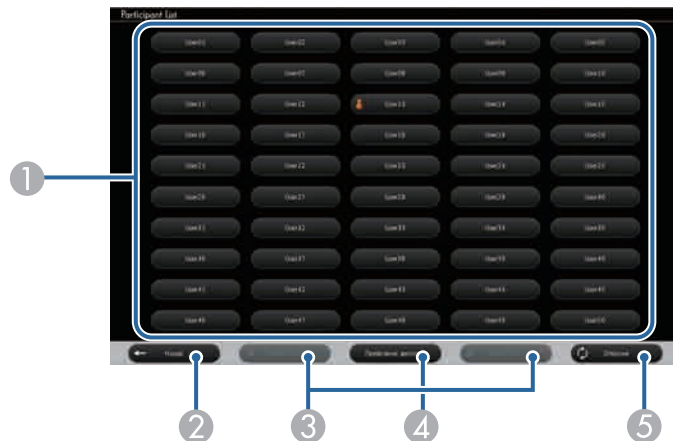 Participant List
User01 User02 User03 User04 User05
User06 User07 User08 User09 User10
User11 User12 User13 User14 User15
User16 User17 User18 User19 User20
User21 User22 User23 User24 User25
User26 User27 User28 User29 User30
User31 User32 User33 User34 User35
User36 User37 User38 User39 User40
User41 User42 User43 User44 User45
User46 User47 User48 User49 User50
1
Назад
2 3 4 5